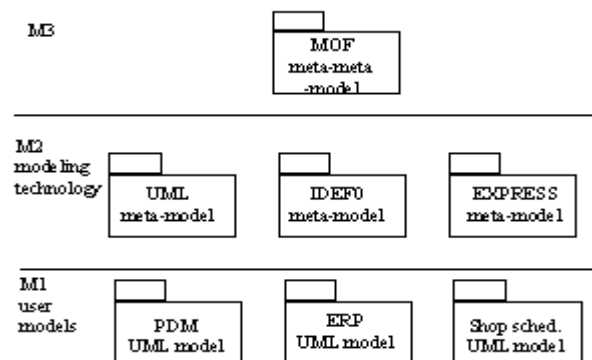 M3
MOF
meta-meta
-model
M2
modeling
technology
UML
meta-model
IDEF0
meta-model
EXPRESS
meta-model
M1
user
models
PDM
UML model
ERP
UML model
Shop sched.
UML model